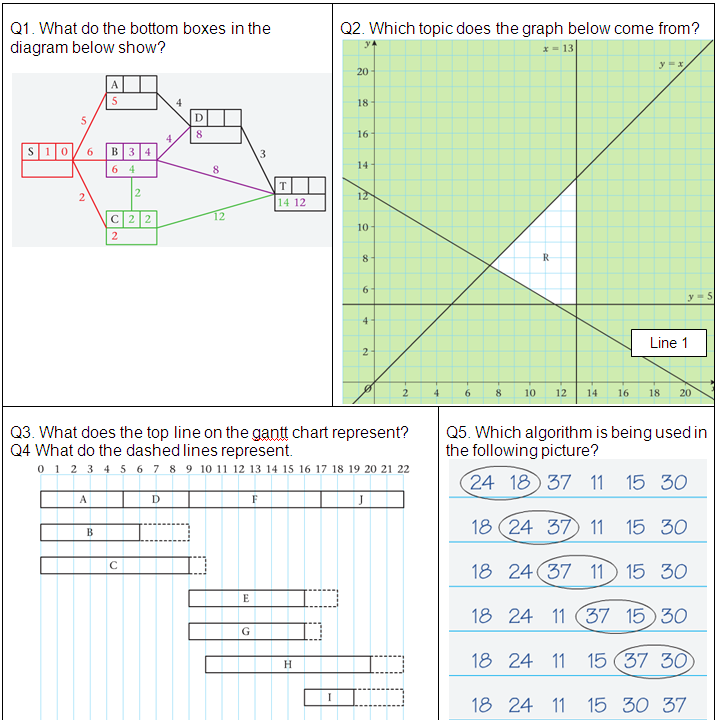 Q1. What do the bottom boxes in the
diagram below show?
A
5
5
4
D
8
4
S 1 0
6
B 3 4
6 4
3
8
T
14 12
2
2
C 2 2
2
12
Q2. Which topic does the graph below come from?
y
x = 13
y = x
20
18
16
14
12
10
8
R
6
y = 5
4
Line 1
2
O
2 4 6 8 10 12 14 16 18 20
Q3. What does the top line on the gantt chart represent?
Q4 What do the dashed lines represent.
0 1 2 3 4 5 6 7 8 9 10 11 12 13 14 15 16 17 18 19 20 21 22
A D F J
B
C
E
G
H
I
Q5. Which algorithm is being used in
the following picture?
24 18 37 11 15 30
18 24 37 11 15 30
18 24 37 11 15 30
18 24 11 37 15 30
18 24 11 15 37 30
18 24 11 15 30 37